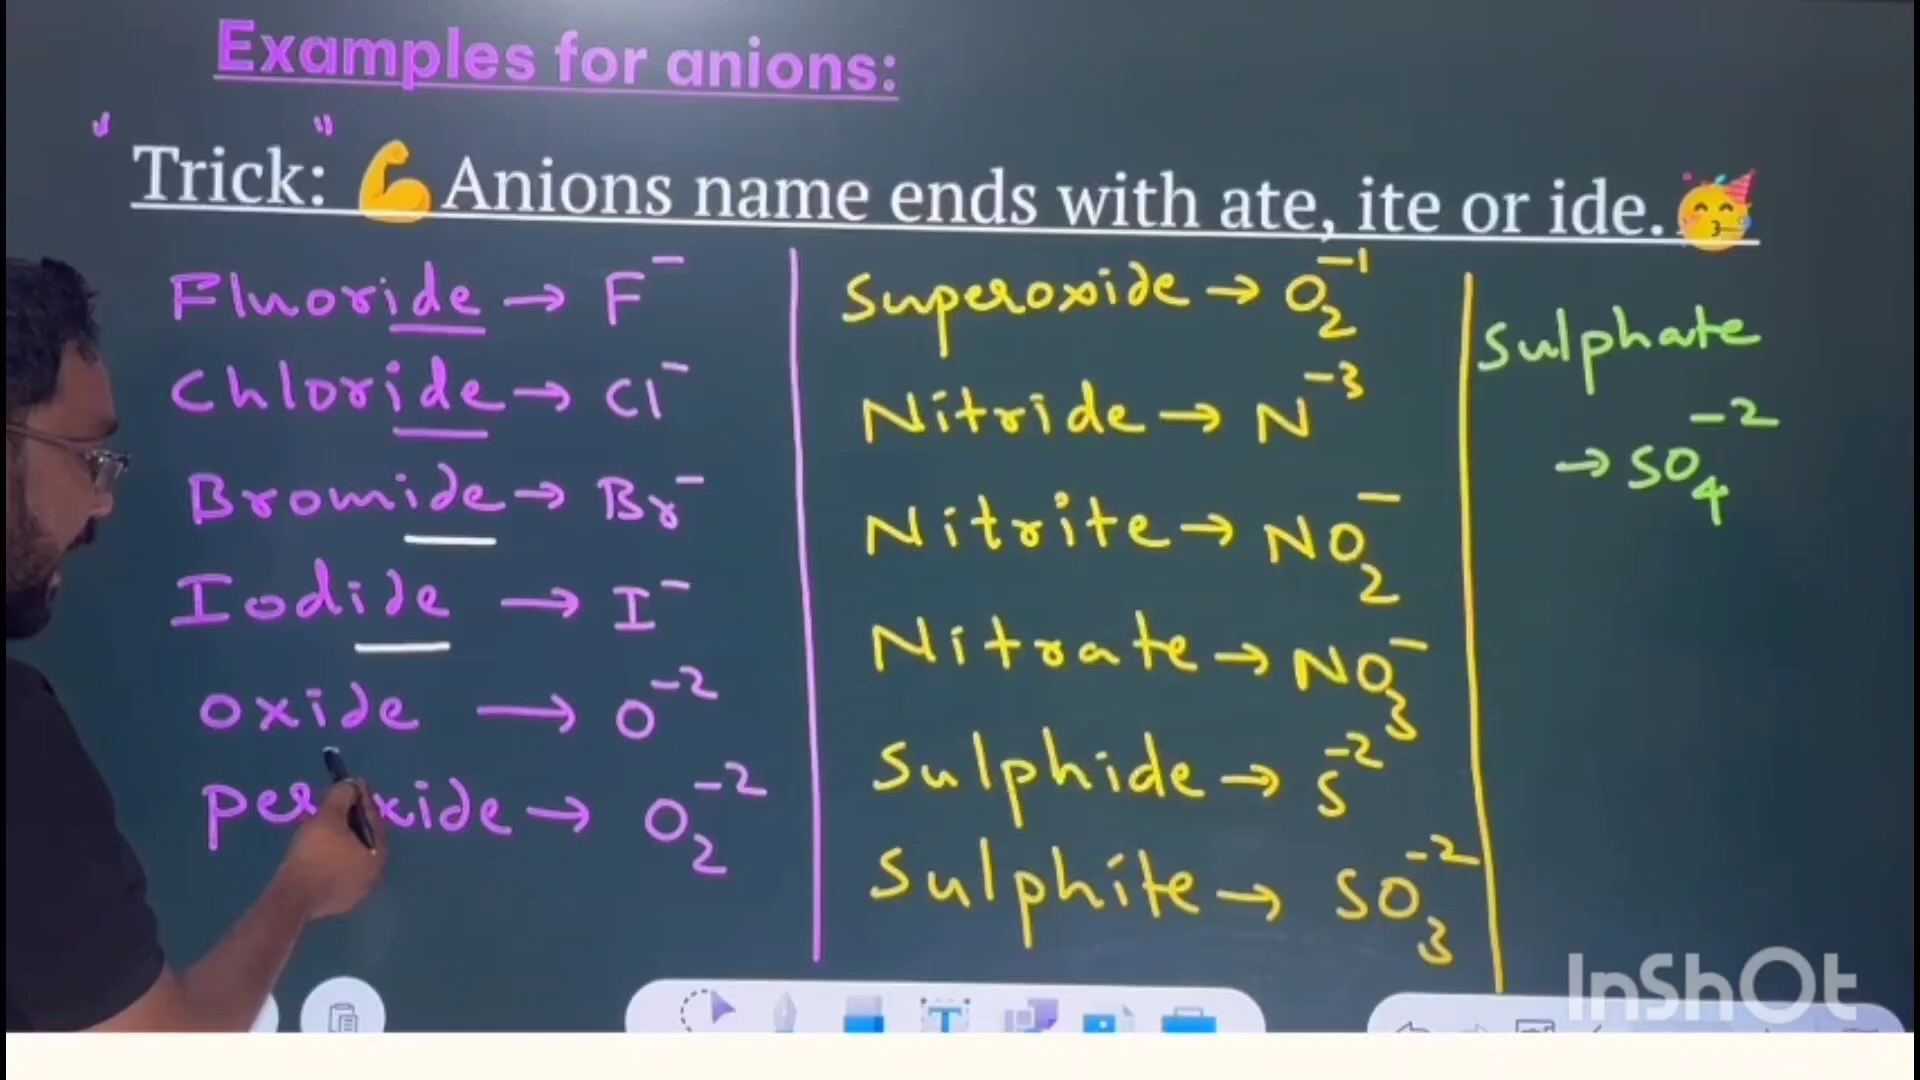 Examples for anions:
"Trick:" 💪 Anions name ends with ate, ite or ide. 🥳
Fluoride → F⁻
Chloride → Cl⁻
Bromide → Br⁻
Iodide → I⁻
Oxide → O⁻²
Peroxide → O₂⁻²
Superoxide → O₂⁻¹
Nitride → N⁻³
Nitrite → NO₂⁻
Nitrate → NO₃⁻
Sulphide → S⁻²
Sulphite → SO₃⁻²
Sulphate
→ SO₄⁻²
InShOt